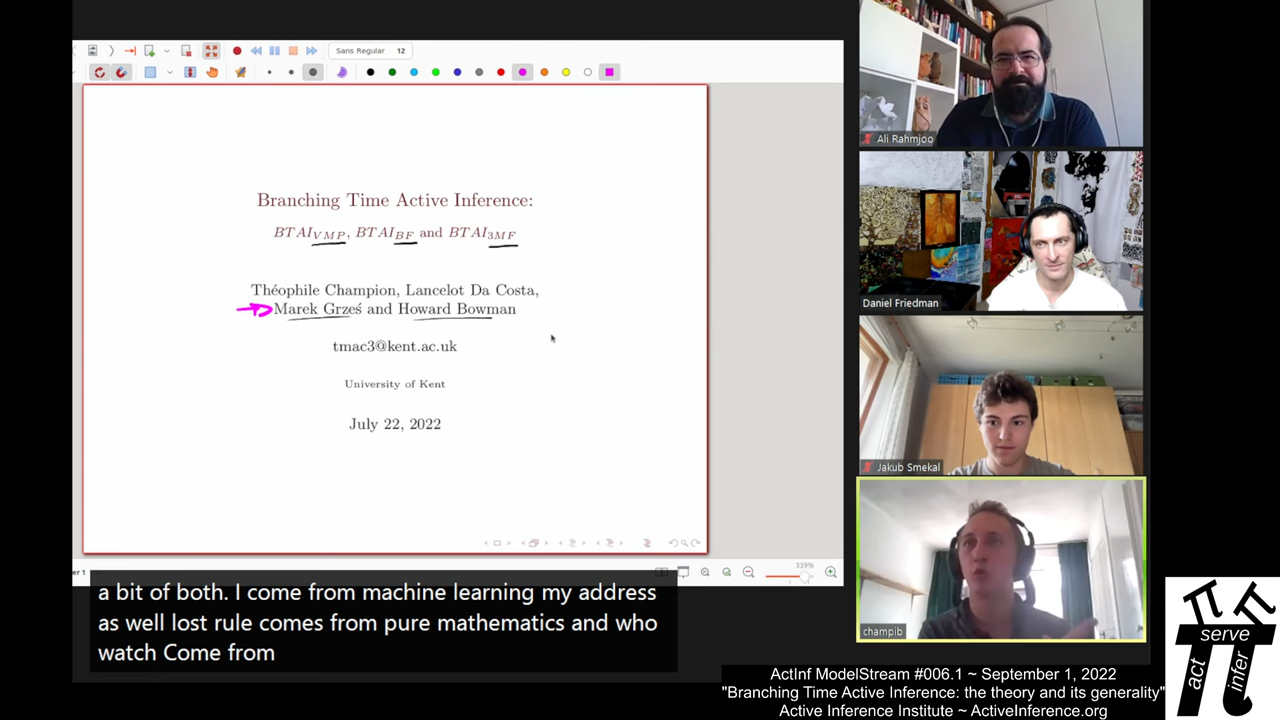 Sans Regular 12
Branching Time Active Inference:
BTAI_VMP, BTAI_BF and BTAI_3MF
Théophile Champion, Lancelot Da Costa,
Marek Grześ and Howard Bowman
tmac3@kent.ac.uk
University of Kent
July 22, 2022
339%
er 1
a bit of both. I come from machine learning my address
as well lost rule comes from pure mathematics and who
watch Come from
Ali Rahmjoo
Daniel Friedman
Jakub Smekal
champib
serve
act
infer
ActInf ModelStream #006.1 ~ September 1, 2022
"Branching Time Active Inference: the theory and its generality"
Active Inference Institute ~ ActiveInference.org